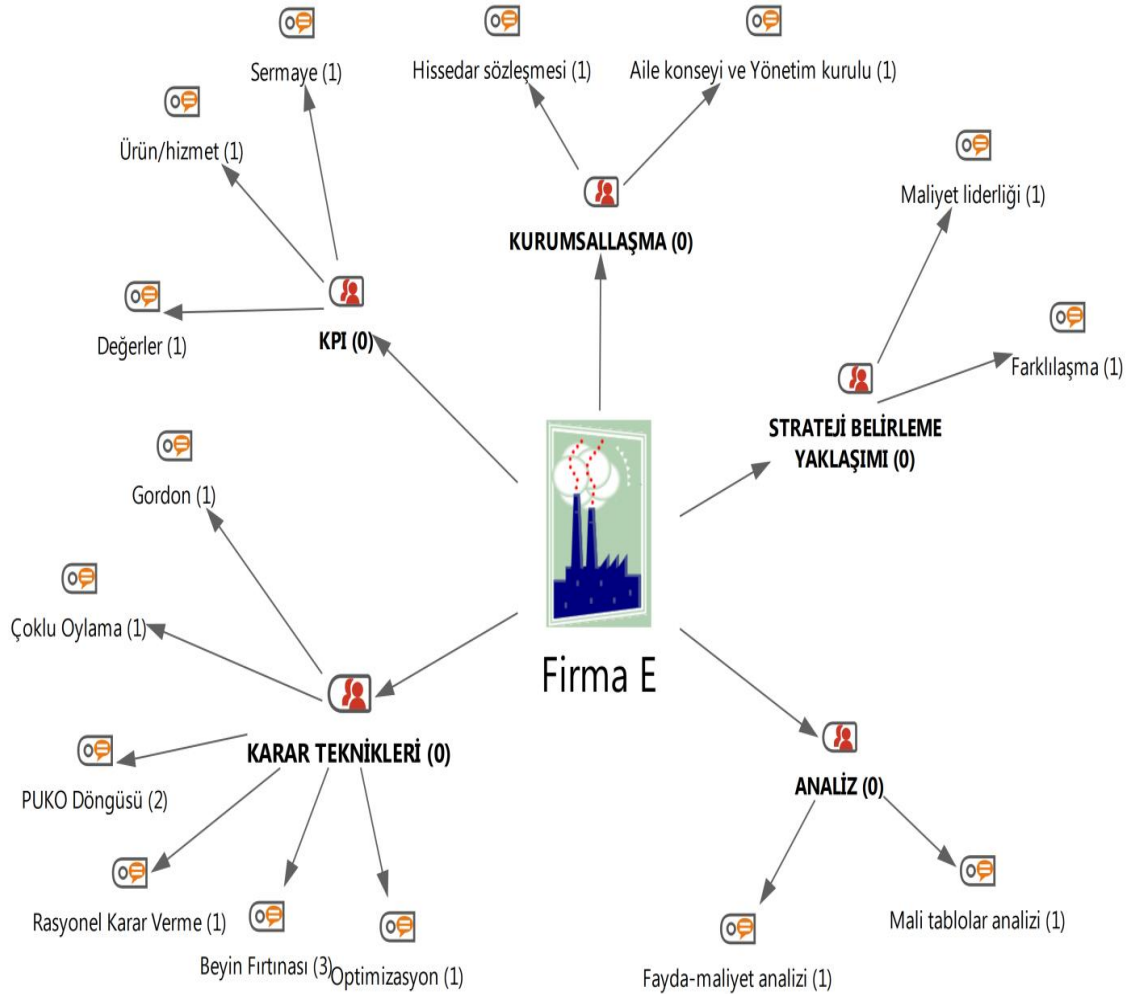 Sermaye (1)
Hissedar sözleşmesi (1)
Aile konseyi ve Yönetim kurulu (1)
Ürün/hizmet (1)
Maliyet liderliği (1)
KURUMSALLAŞMA (0)
Değerler (1)
KPI (0)
Farklılaşma (1)
STRATEJİ BELİRLEME
YAKLAŞIMI (0)
Gordon (1)
Çoklu Oylama (1)
Firma E
KARAR TEKNİKLERİ (0)
ANALİZ (0)
PUKO Döngüsü (2)
Rasyonel Karar Verme (1)
Beyin Fırtınası (3)
Optimizasyon (1)
Mali tablolar analizi (1)
Fayda-maliyet analizi (1)